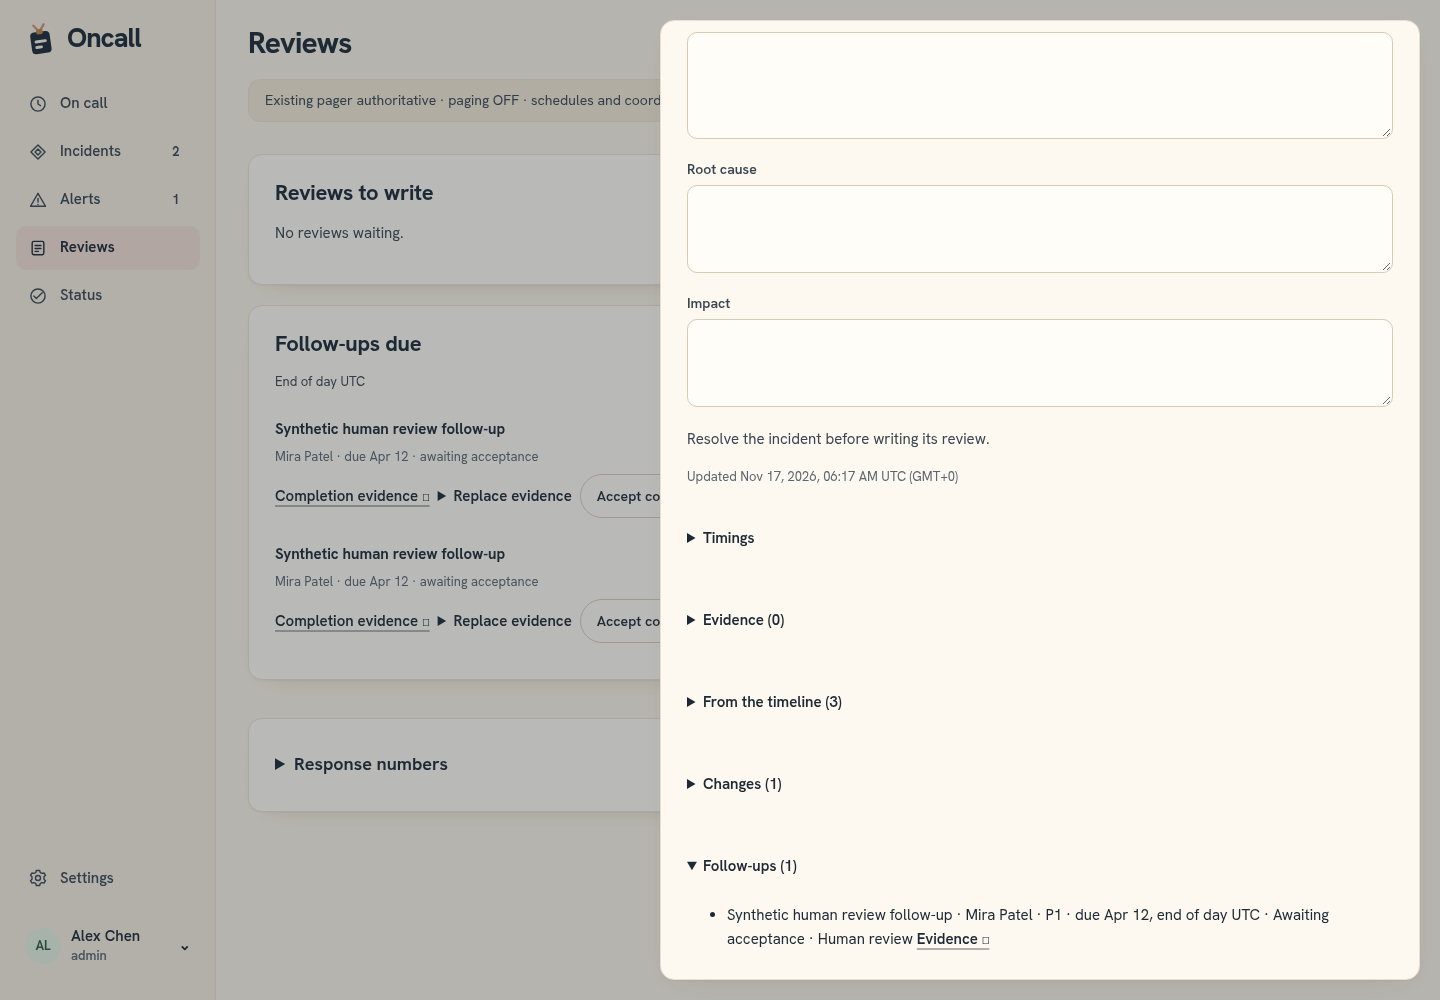 Oncall
On call
Incidents 2
Alerts 1
Reviews
Status
Settings
AL
Alex Chen
admin
Reviews
Existing pager authoritative · paging OFF · schedules and coord
Reviews to write
No reviews waiting.
Follow-ups due
End of day UTC
Synthetic human review follow-up
Mira Patel · due Apr 12 · awaiting acceptance
Completion evidence ▶ Replace evidence Accept co
Synthetic human review follow-up
Mira Patel · due Apr 12 · awaiting acceptance
Completion evidence ▶ Replace evidence Accept co
▶ Response numbers
Root cause
Impact
Resolve the incident before writing its review.
Updated Nov 17, 2026, 06:17 AM UTC (GMT+0)
▶ Timings
▶ Evidence (0)
▶ From the timeline (3)
▶ Changes (1)
▼ Follow-ups (1)
• Synthetic human review follow-up · Mira Patel · P1 · due Apr 12, end of day UTC · Awaiting
acceptance · Human review Evidence